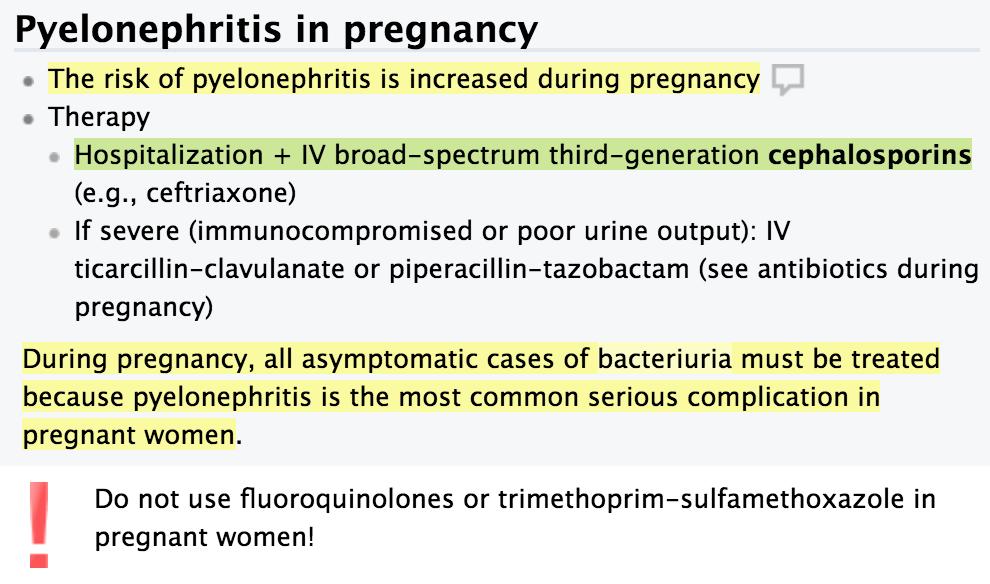 Pyelonephritis in pregnancy
The risk of pyelonephritis is increased during pregnancy
Therapy
Hospitalization + IV broad-spectrum third-generation cephalosporins
(e.g., ceftriaxone)
If severe (immunocompromised or poor urine output): IV
ticarcillin-clavulanate or piperacillin-tazobactam (see antibiotics during
pregnancy)
During pregnancy, all asymptomatic cases of bacteriuria must be treated
because pyelonephritis is the most common serious complication in
pregnant women.
Do not use fluoroquinolones or trimethoprim-sulfamethoxazole in
pregnant women!